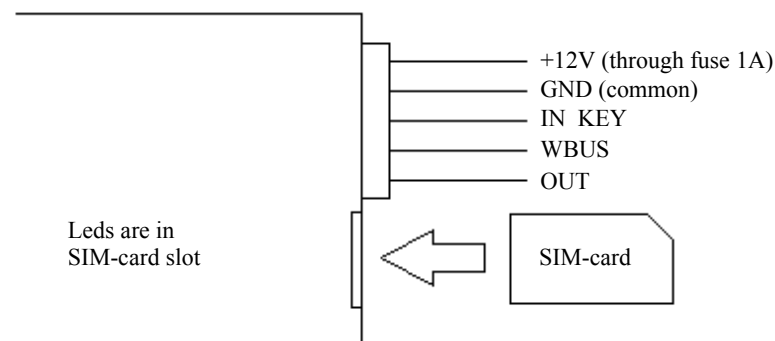 +12V (through fuse 1A)
GND (common)
IN KEY
WBUS
OUT
Leds are in
SIM-card slot
SIM-card